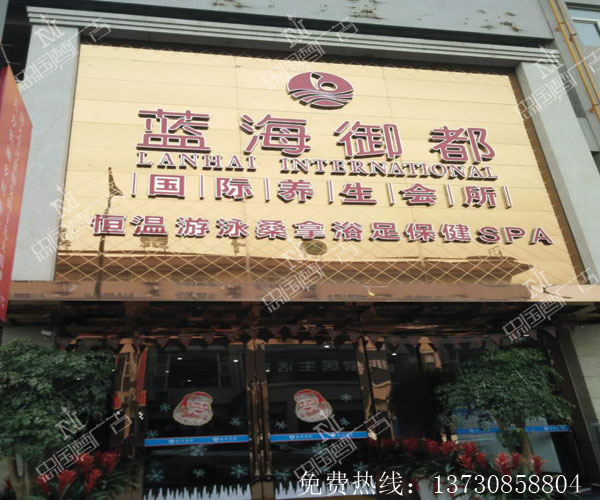 蓝海御都
LANHAI INTERNATIONAL
国际养生会所
恒温游泳桑拿浴足保健SPA
免费热线：13730858804